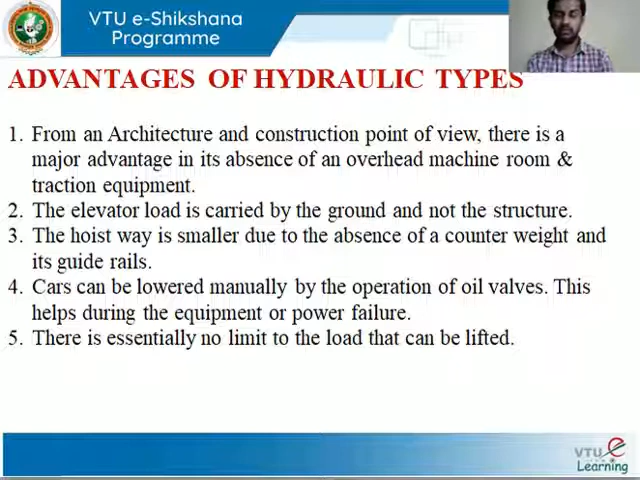 VTU e-Shikshana
Programme
ADVANTAGES OF HYDRAULIC TYPES
1. From an Architecture and construction point of view, there is a
major advantage in its absence of an overhead machine room &
traction equipment.
2. The elevator load is carried by the ground and not the structure.
3. The hoist way is smaller due to the absence of a counter weight and
its guide rails.
4. Cars can be lowered manually by the operation of oil valves. This
helps during the equipment or power failure.
5. There is essentially no limit to the load that can be lifted.
VTU e
Learning